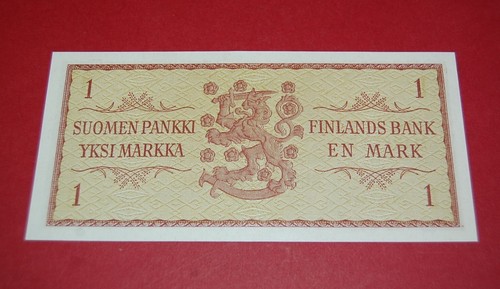 1 1
SUOMEN PANKKI FINLANDS BANK
YKSI MARKKA EN MARK
1 1